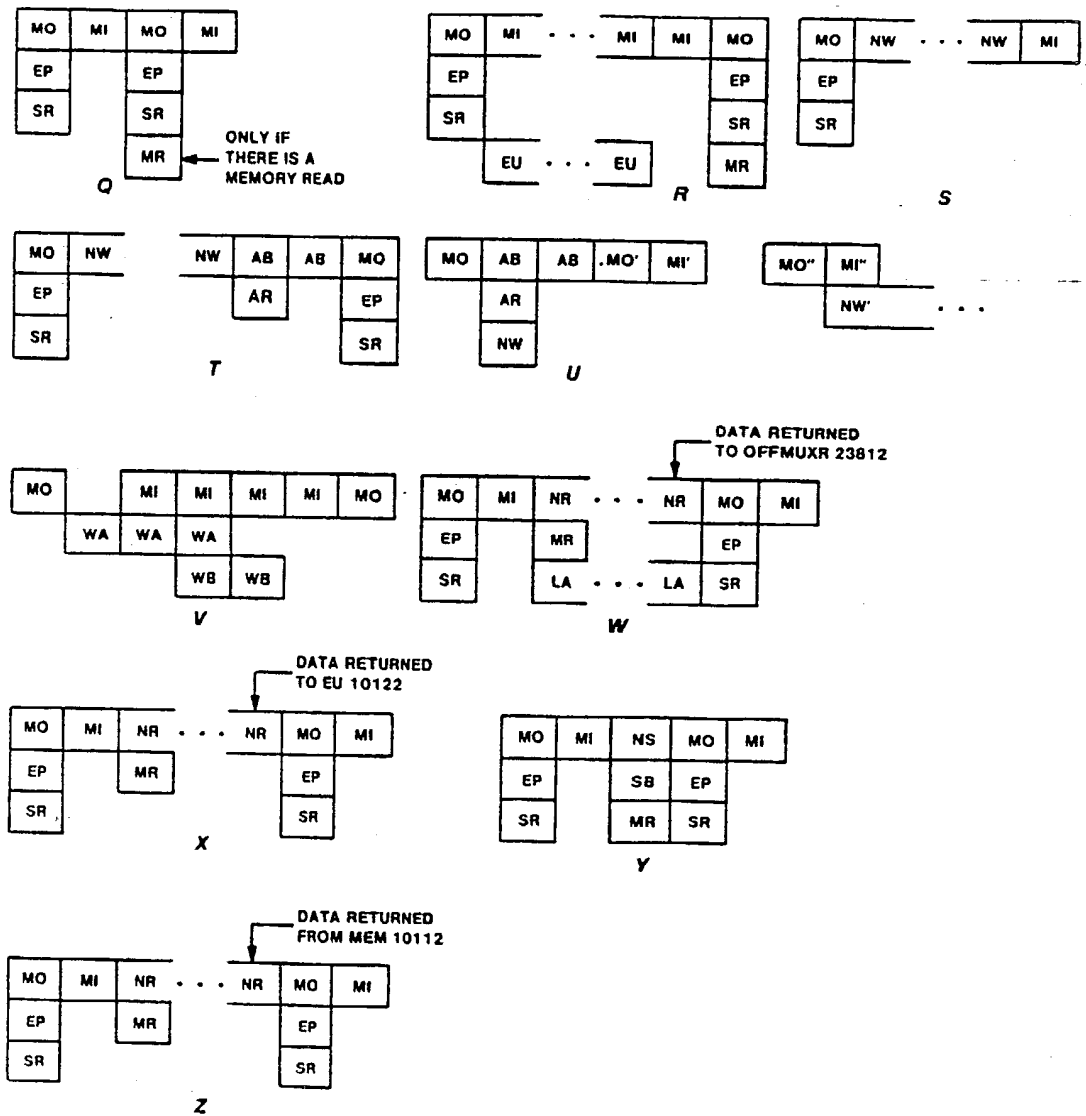 MO MI MO MI
EP EP
SR SR
MR
ONLY IF
THERE IS A
MEMORY READ
Q
MO MI · · · MI MI MO
EP EP
SR SR
EU · · · EU MR
R
MO NW · · · NW MI
EP
SR
S
MO NW NW AB AB MO
EP AR EP
SR SR
T
MO AB AB .MO' MI'
AR
NW
U
MO" MI"
NW' · · ·
MO MI MI MI MI MO
WA WA WA
WB WB
V
DATA RETURNED
TO OFFMUXR 23812
MO MI NR · · · NR MO MI
EP MR EP
SR LA · · · LA SR
W
DATA RETURNED
TO EU 10122
MO MI NR · · · NR MO MI
EP MR EP
SR SR
X
MO MI NS MO MI
EP SB EP
SR MR SR
Y
DATA RETURNED
FROM MEM 10112
MO MI NR · · · NR MO MI
EP MR EP
SR SR
Z